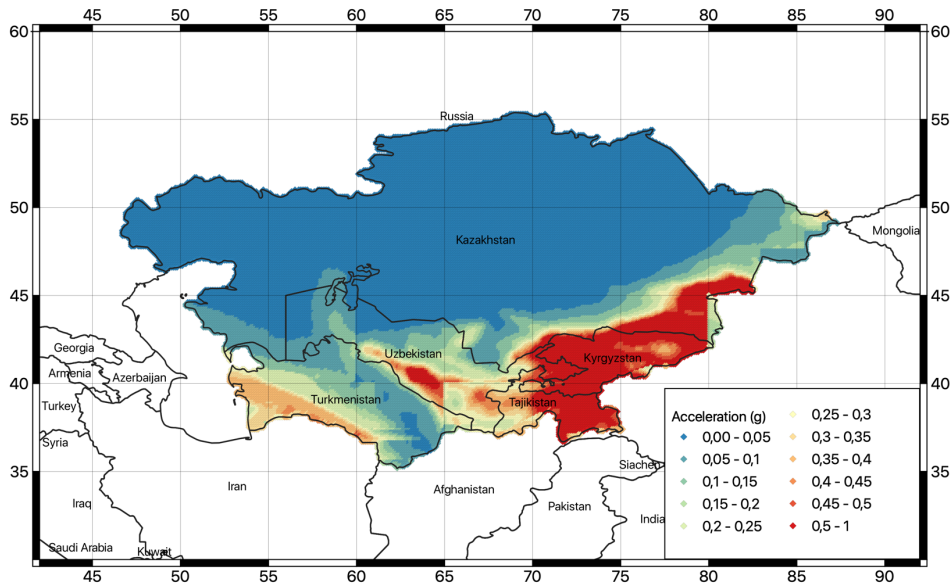 45 50 55 60 65 70 75 80 85 90
60 60
Russia
55 55
50 50
Mongolia
Kazakhstan
45 45
Georgia
Uzbekistan
Kyrgyzstan
Armenia
Azerbaijan
40 40
Turkey
Turkmenistan
Tajikistan
Acceleration (g)
0,00 - 0,05
0,05 - 0,1
0,1 - 0,15
0,15 - 0,2
0,2 - 0,25
0,25 - 0,3
0,3 - 0,35
0,35 - 0,4
0,4 - 0,45
0,45 - 0,5
0,5 - 1
Syria
35 35
Siachen
Iran
Afghanistan
Iraq
Pakistan
India
Saudi Arabia
Kuwait
45 50 55 60 65 70 75 80 85 90